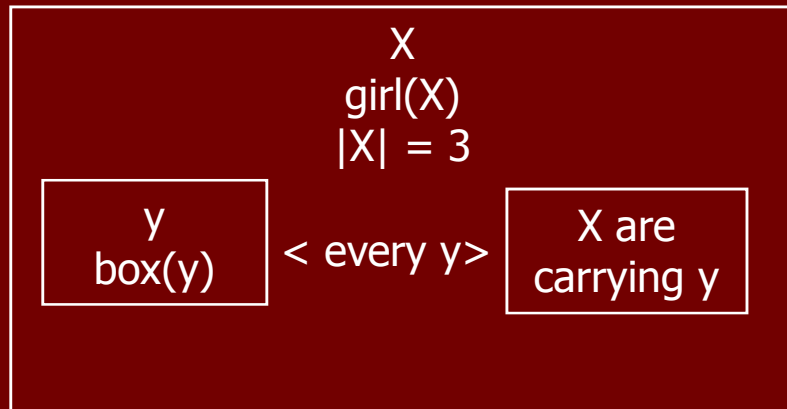 X
girl(X)
|X| = 3
y
box(y)
< every y>
X are
carrying y